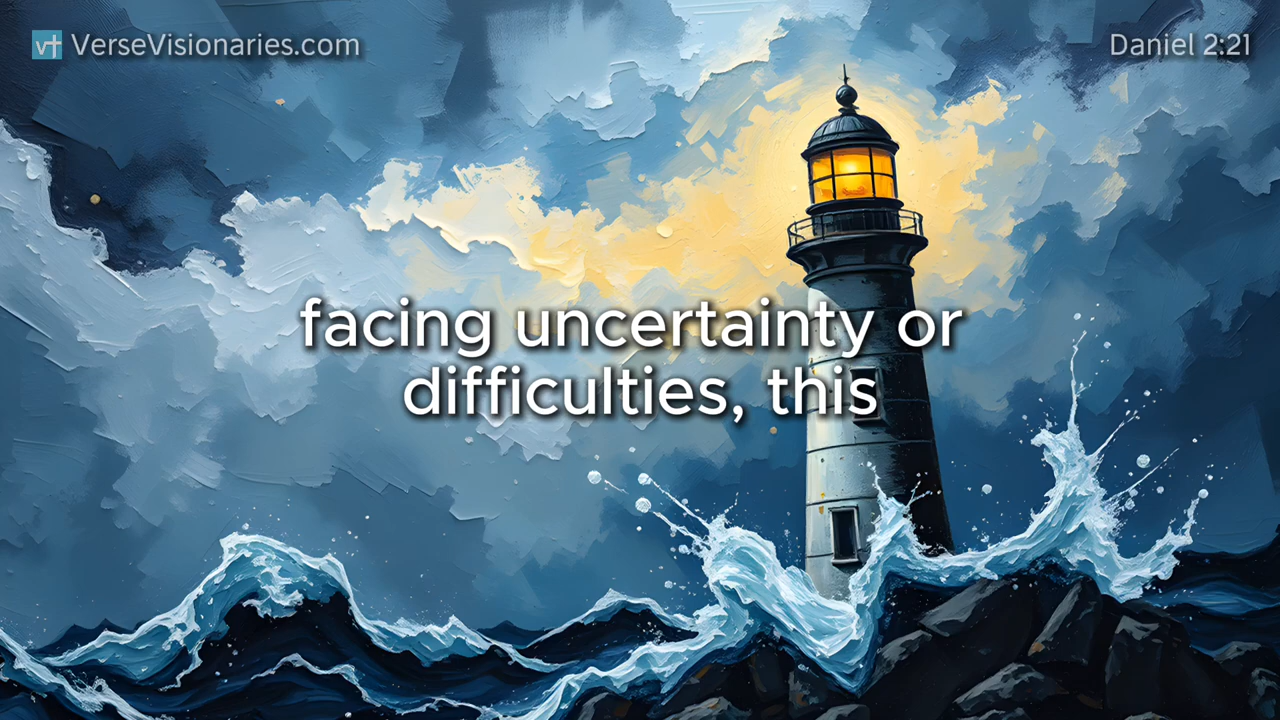 VerseVisionaries.com
Daniel 2:21
facing uncertainty or
difficulties, this